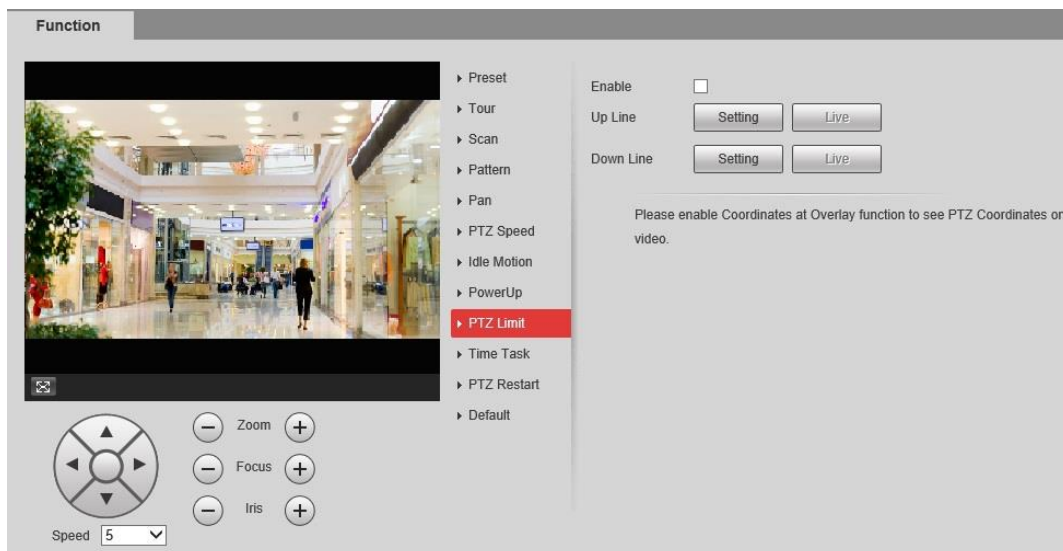 Function
Preset
Tour
Scan
Pattern
Pan
PTZ Speed
Idle Motion
PowerUp
PTZ Limit
Time Task
PTZ Restart
Default
Enable
Up Line Setting Live
Down Line Setting Live
Please enable Coordinates at Overlay function to see PTZ Coordinates on
video.
Zoom
Focus
Iris
Speed 5